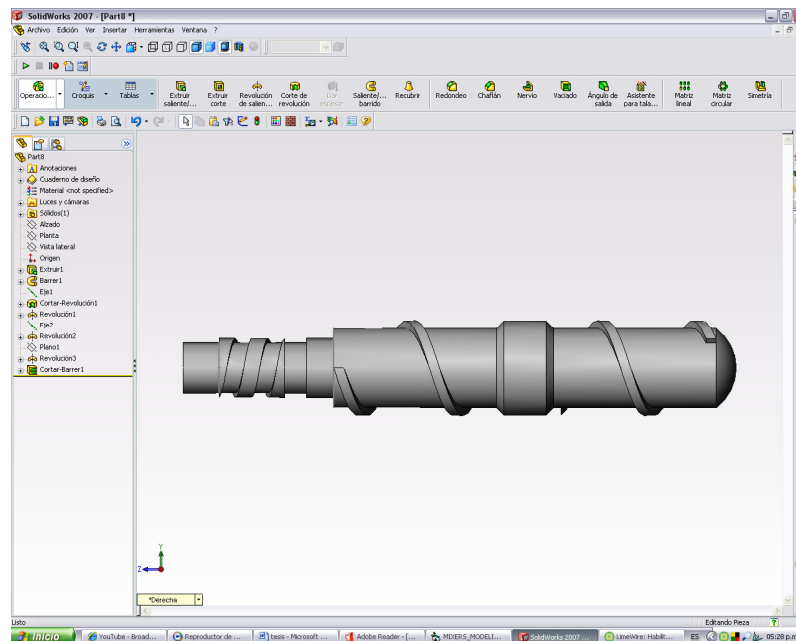 SolidWorks 2007 - [Part8 *]
Archivo Edición Ver Insertar Herramientas Ventana ?
Operacio... Croquis Tablas Extruir saliente/... Extruir corte Revolución de salien... Corte de revolución Dar espesor Saliente/... barrido Recubrir Redondeo Chaflán Nervio Vaciado Ángulo de salida Asistente para tala... Matriz lineal Matriz circular Simetría
Part8
Anotaciones
Cuaderno de diseño
Material <not specified>
Luces y cámaras
Sólidos(1)
Alzado
Planta
Vista lateral
Origen
Extruir1
Barrer1
Eje1
Cortar-Revolución1
Revolución1
Eje2
Revolución2
Plano1
Revolución3
Cortar-Barrer1
Y
Z
*Derecha
Listo
Editando Pieza
Inicio YouTube - Broad... Reproductor de ... tesis - Microsoft ... Adobe Reader - [... MIXERS_MODELI... SolidWorks 2007 ... LimeWire: Habilit... ES 05:28 p.m.